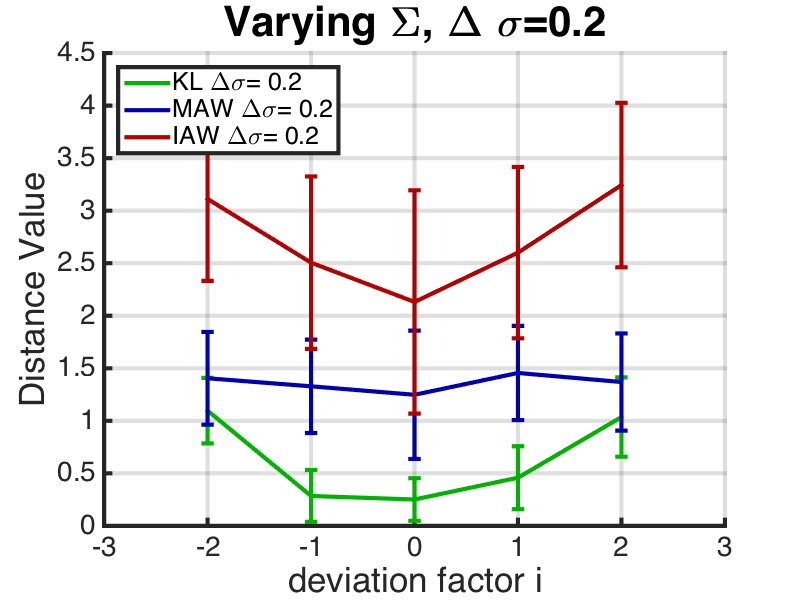 Varying Σ, Δ σ=0.2
4.5
4
3.5
3
2.5
2
1.5
1
0.5
0
Distance Value
KL Δσ= 0.2
MAW Δσ= 0.2
IAW Δσ= 0.2
-3 -2 -1 0 1 2 3
deviation factor i